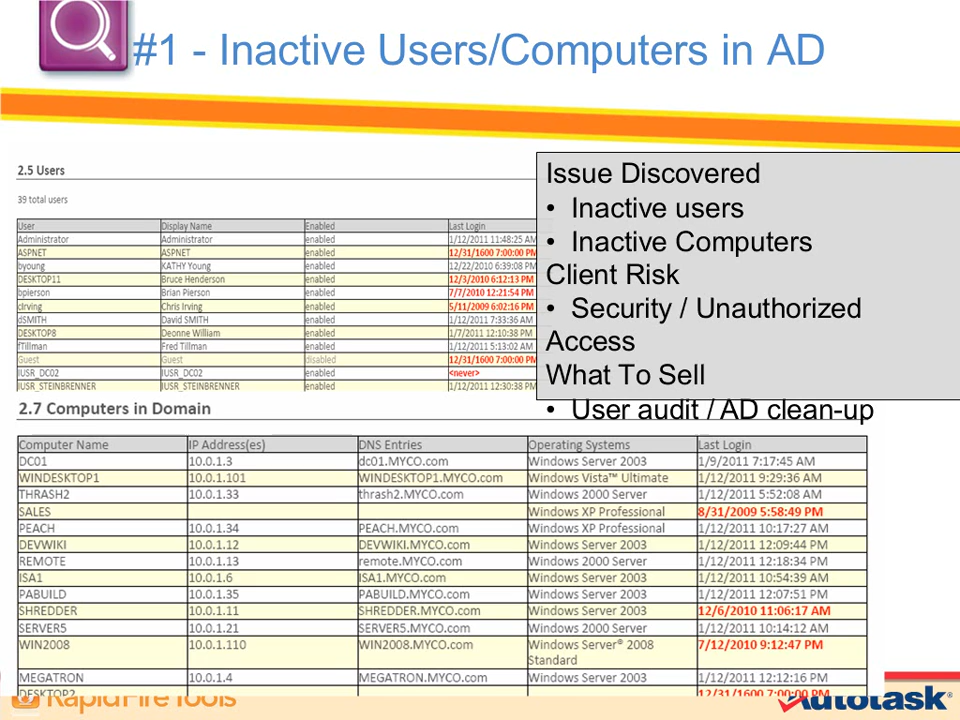 #1 - Inactive Users/Computers in AD
2.5 Users
39 total users
User Display Name Enabled Last Login
Administrator Administrator enabled 1/12/2011 11:48:25 AM
ASPNET ASPNET enabled 12/31/1600 7:00:00 PM
byoung KATHY Young enabled 12/22/2010 6:39:08 PM
DESKTOP11 Bruce Henderson enabled 12/3/2010 6:12:13 PM
bpierson Brian Pierson enabled 7/7/2010 12:21:54 PM
cIrving Chris Irving enabled 5/11/2009 6:02:16 PM
dSMITH David SMITH enabled 1/12/2011 7:33:36 AM
DESKTOP8 Deonne William enabled 1/7/2011 12:10:38 PM
fTillman Fred Tillman enabled 1/12/2011 5:13:02 AM
Guest Guest disabled 12/31/1600 7:00:00 PM
IUSR_DC02 IUSR_DC02 enabled <never>
IUSR_STEINBRENNER IUSR_STEINBRENNER enabled 1/12/2011 12:30:38 PM
Issue Discovered
• Inactive users
• Inactive Computers
Client Risk
• Security / Unauthorized
Access
What To Sell
• User audit / AD clean-up
2.7 Computers in Domain
Computer Name IP Address(es) DNS Entries Operating Systems Last Login
DC01 10.0.1.3 dc01.MYCO.com Windows Server 2003 1/9/2011 7:17:45 AM
WINDESKTOP1 10.0.1.101 WINDESKTOP1.MYCO.com Windows Vista™ Ultimate 1/12/2011 9:29:36 AM
THRASH2 10.0.1.33 thrash2.MYCO.com Windows 2000 Server 1/12/2011 5:52:08 AM
SALES Windows XP Professional 8/31/2009 5:58:49 PM
PEACH 10.0.1.34 PEACH.MYCO.com Windows XP Professional 1/12/2011 10:17:27 AM
DEVWIKI 10.0.1.12 DEVWIKI.MYCO.com Windows Server 2003 1/12/2011 12:09:44 PM
REMOTE 10.0.1.13 remote.MYCO.com Windows 2000 Server 1/12/2011 12:18:34 PM
ISA1 10.0.1.6 ISA1.MYCO.com Windows Server 2003 1/12/2011 10:54:39 AM
PABUILD 10.0.1.35 PABUILD.MYCO.com Windows Server 2003 1/12/2011 12:07:51 PM
SHREDDER 10.0.1.11 SHREDDER.MYCO.com Windows Server 2003 12/6/2010 11:06:17 AM
SERVER5 10.0.1.21 SERVER5.MYCO.com Windows 2000 Server 1/12/2011 10:14:12 AM
WIN2008 10.0.1.110 WIN2008.MYCO.com Windows Server® 2008 7/12/2010 9:12:47 PM
Standard
MEGATRON 10.0.1.4 MEGATRON.MYCO.com Windows Server 2003 1/12/2011 12:12:16 PM
DESKTOP2 12/31/1600 7:00:00 PM
RapidFireTools
Autotask®